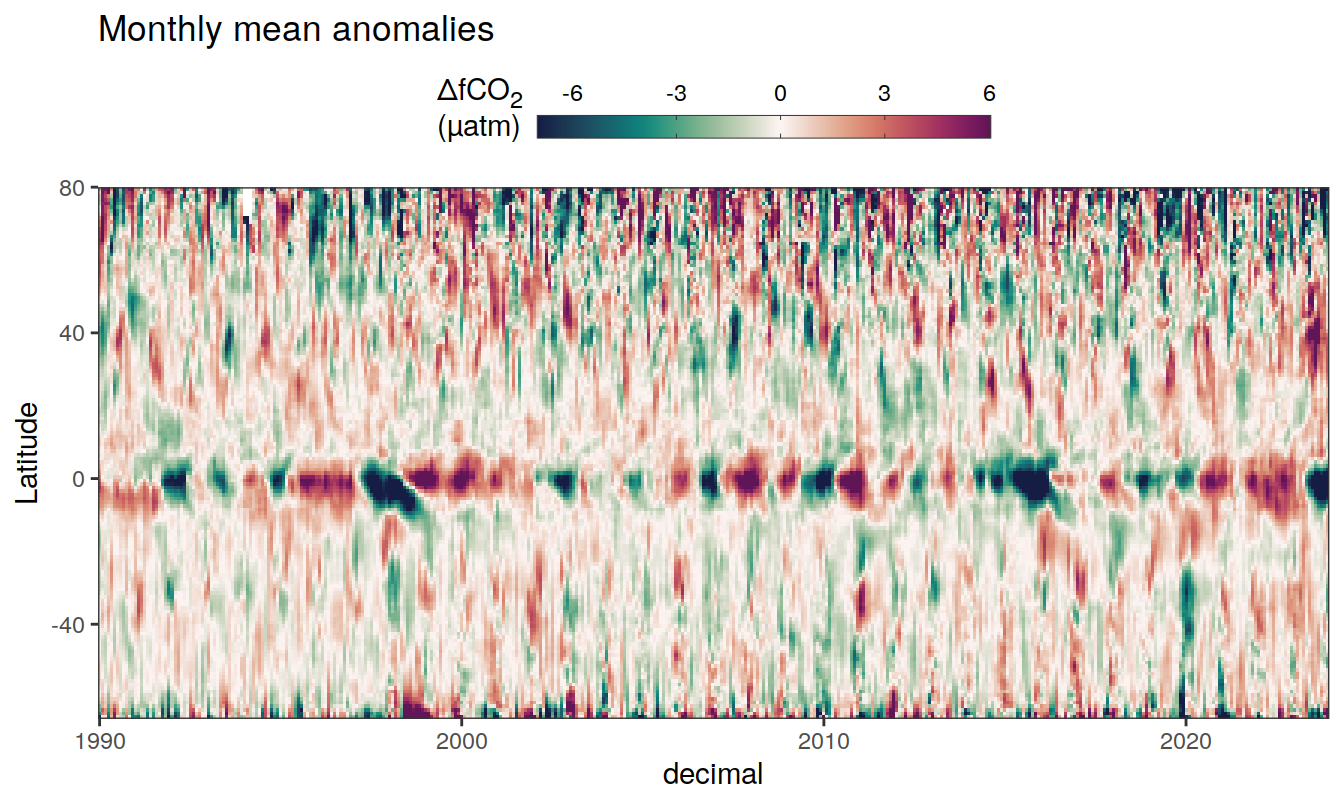 Monthly mean anomalies
ΔfCO₂
(µatm)
-6 -3 0 3 6
Latitude
80
40
0
-40
1990 2000 2010 2020
decimal